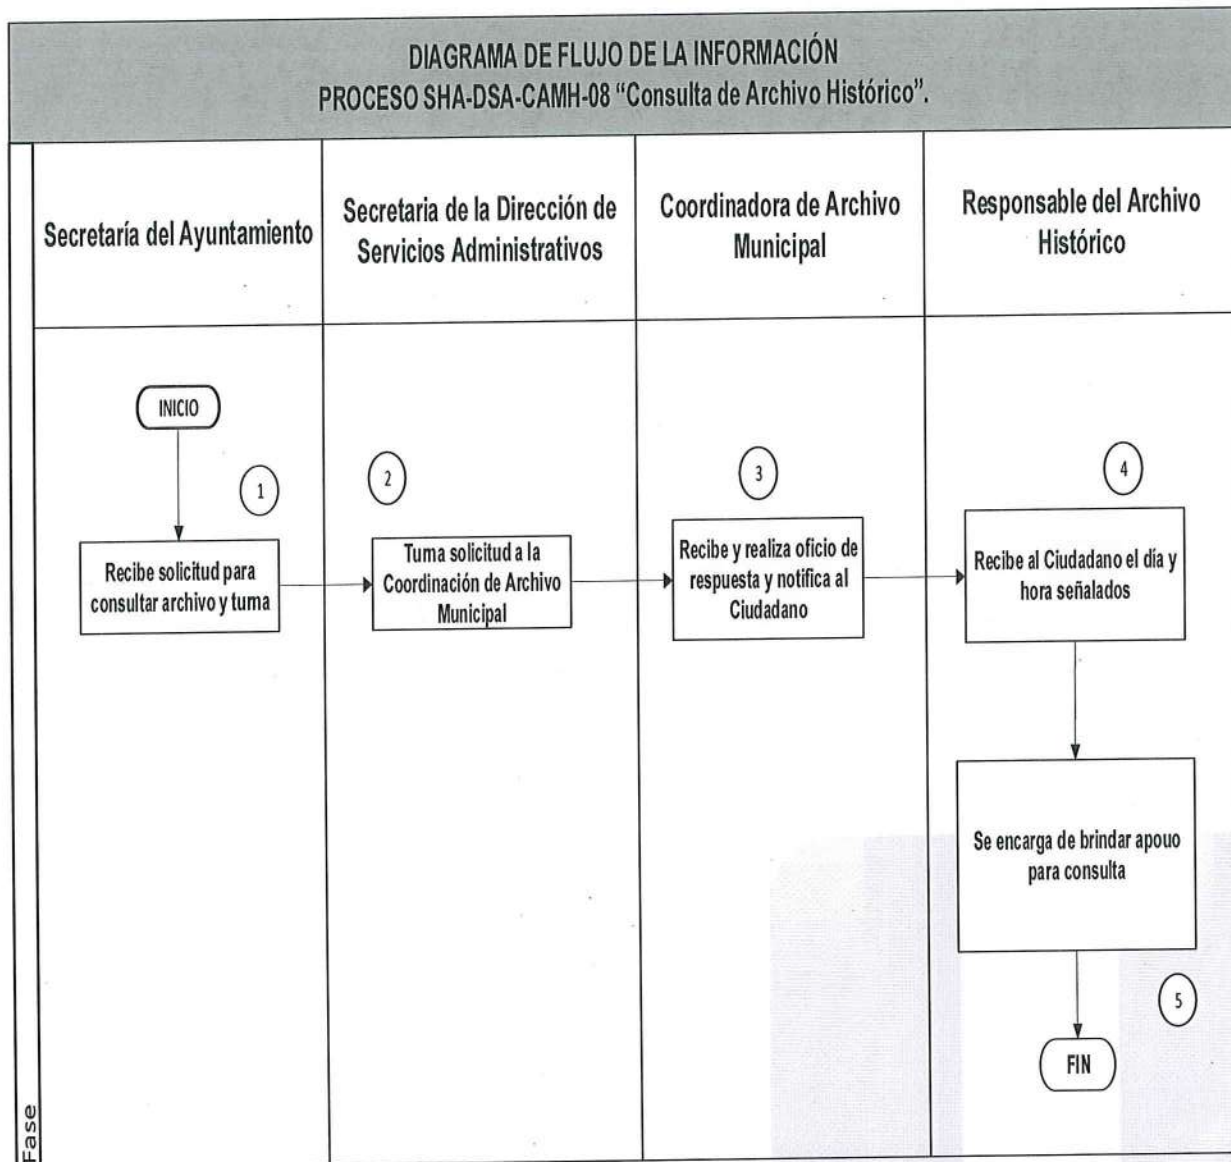 DIAGRAMA DE FLUJO DE LA INFORMACIÓN
PROCESO SHA-DSA-CAMH-08 “Consulta de Archivo Histórico”.
Secretaría del Ayuntamiento
Secretaria de la Dirección de
Servicios Administrativos
Coordinadora de Archivo
Municipal
Responsable del Archivo
Histórico
INICIO
1
Recibe solicitud para
consultar archivo y turna
2
Turna solicitud a la
Coordinación de Archivo
Municipal
3
Recibe y realiza oficio de
respuesta y notifica al
Ciudadano
4
Recibe al Ciudadano el día y
hora señalados
Se encarga de brindar apouo
para consulta
5
FIN
Fase